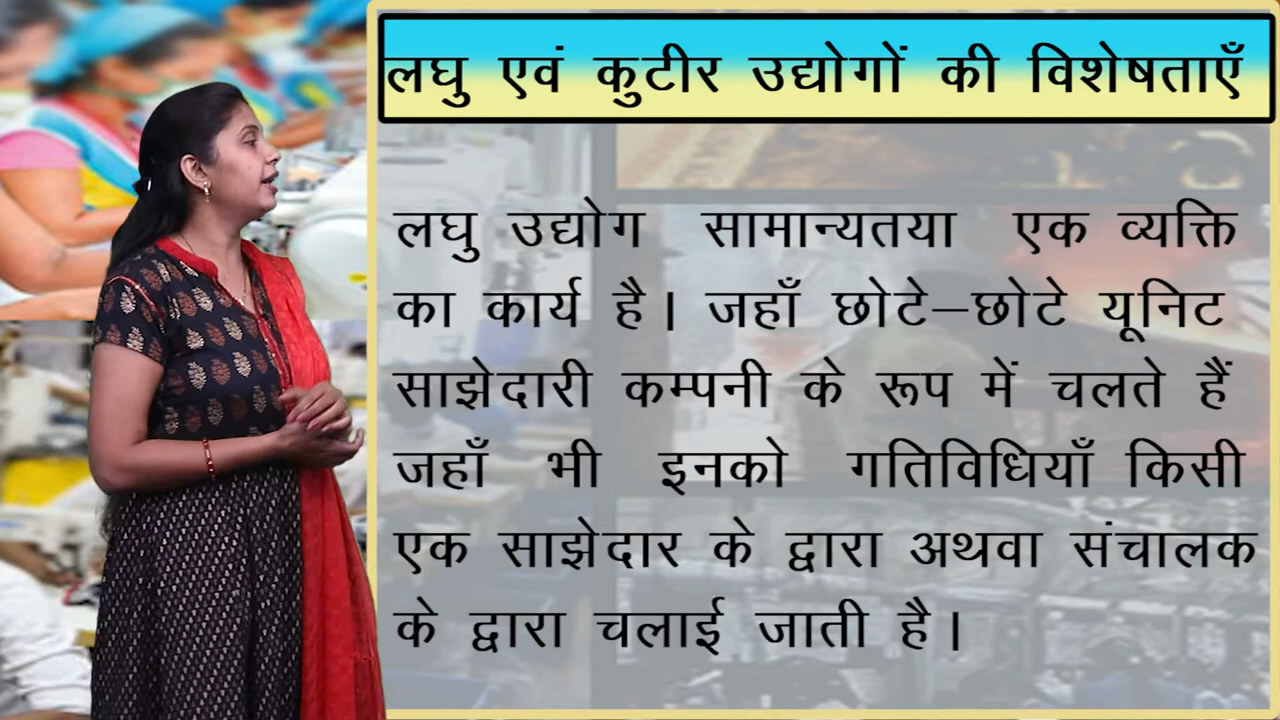 लघु एवं कुटीर उद्योगों की विशेषताएँ
लघु उद्योग सामान्यतया एक व्यक्ति
का कार्य है। जहाँ छोटे–छोटे यूनिट
साझेदारी कम्पनी के रूप में चलते हैं
जहाँ भी इनको गतिविधियाँ किसी
एक साझेदार के द्वारा अथवा संचालक
के द्वारा चलाई जाती है।